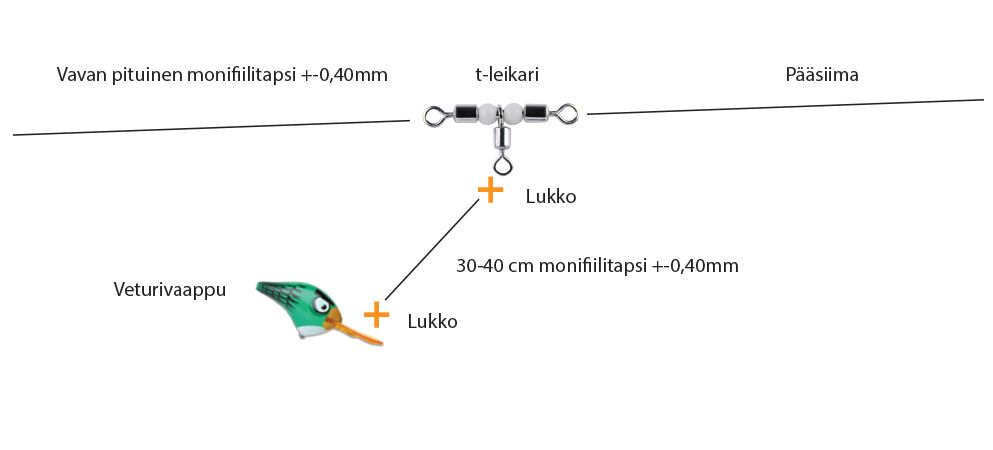 Vavan pituinen monifiilitapsi +-0,40mm
t-leikari
Pääsiima
Lukko
30-40 cm monifiilitapsi +-0,40mm
Veturivaappu
Lukko